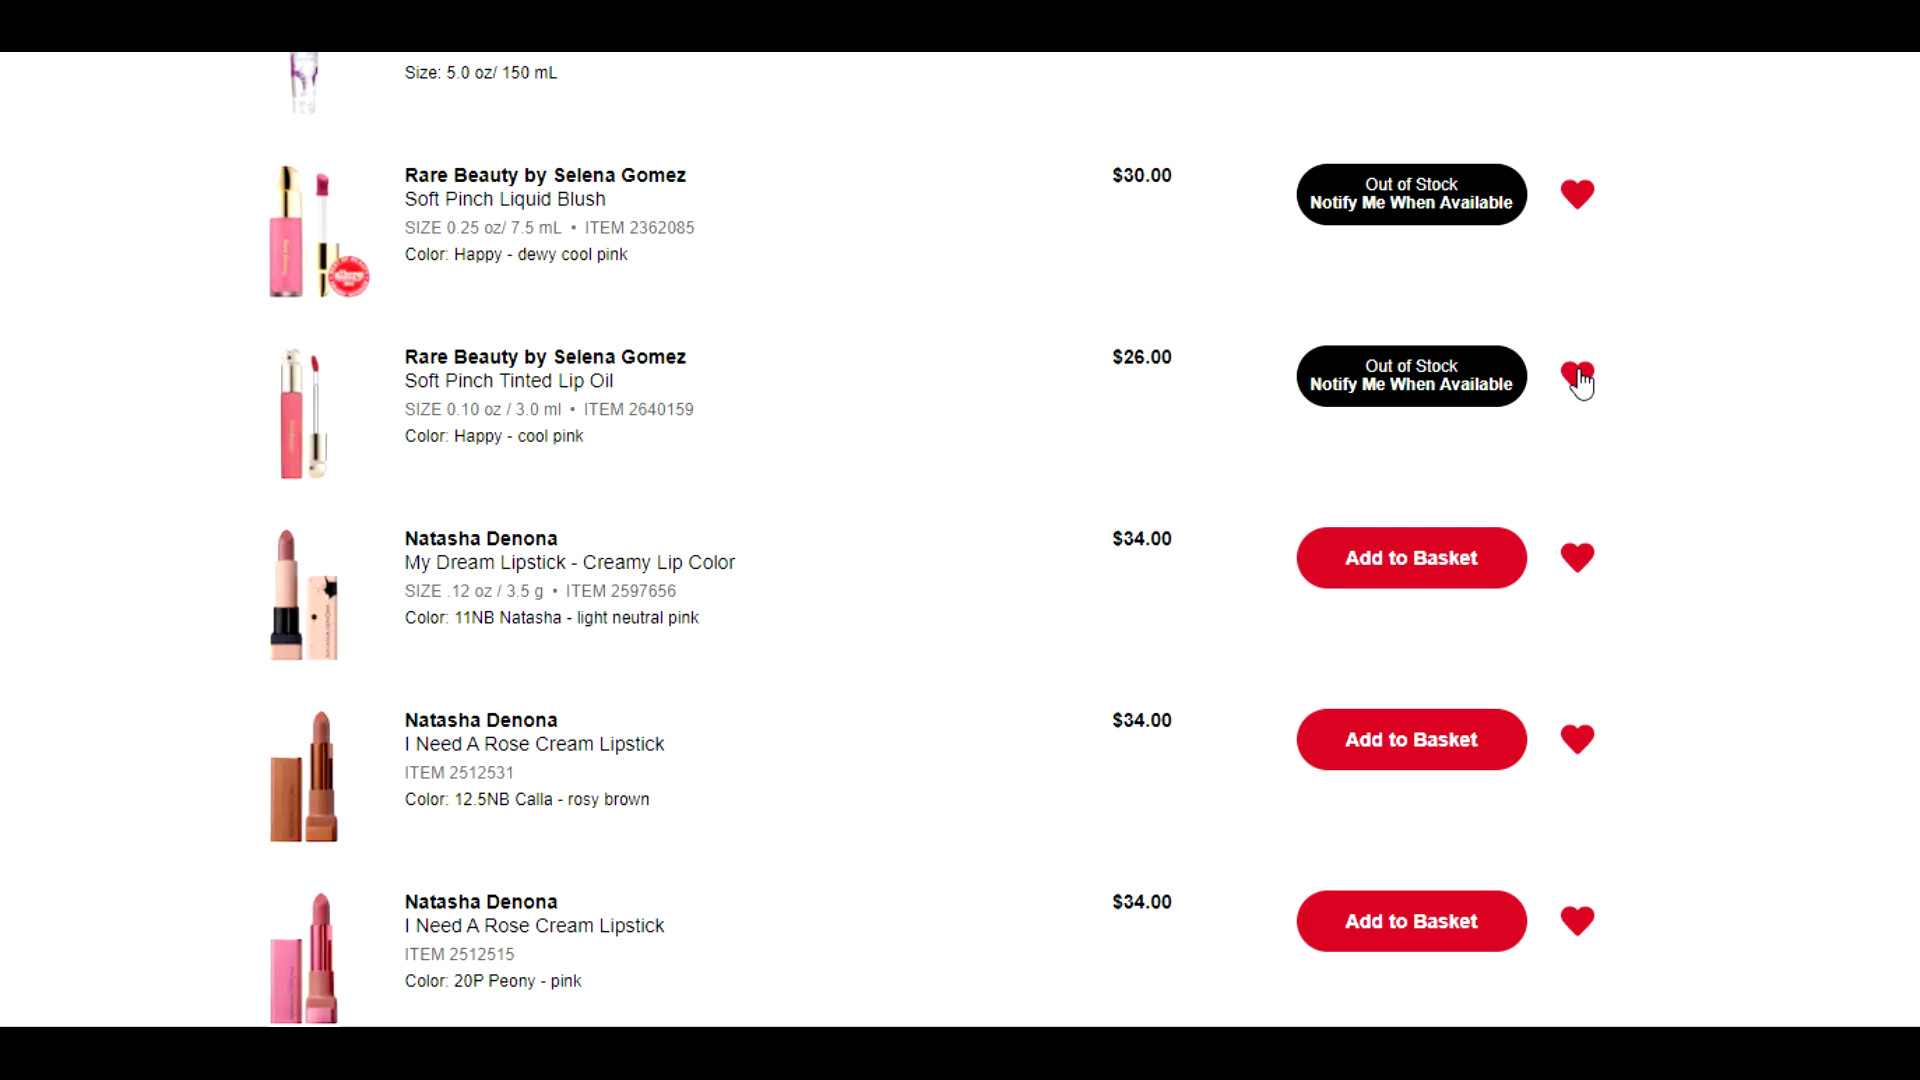 Size: 5.0 oz/ 150 mL
Rare Beauty by Selena Gomez
Soft Pinch Liquid Blush
SIZE 0.25 oz/ 7.5 mL • ITEM 2362085
Color: Happy - dewy cool pink
$30.00
Out of Stock
Notify Me When Available
Rare Beauty by Selena Gomez
Soft Pinch Tinted Lip Oil
SIZE 0.10 oz / 3.0 ml • ITEM 2640159
Color: Happy - cool pink
$26.00
Out of Stock
Notify Me When Available
Natasha Denona
My Dream Lipstick - Creamy Lip Color
SIZE .12 oz / 3.5 g • ITEM 2597656
Color: 11NB Natasha - light neutral pink
$34.00
Add to Basket
Natasha Denona
I Need A Rose Cream Lipstick
ITEM 2512531
Color: 12.5NB Calla - rosy brown
$34.00
Add to Basket
Natasha Denona
I Need A Rose Cream Lipstick
ITEM 2512515
Color: 20P Peony - pink
$34.00
Add to Basket